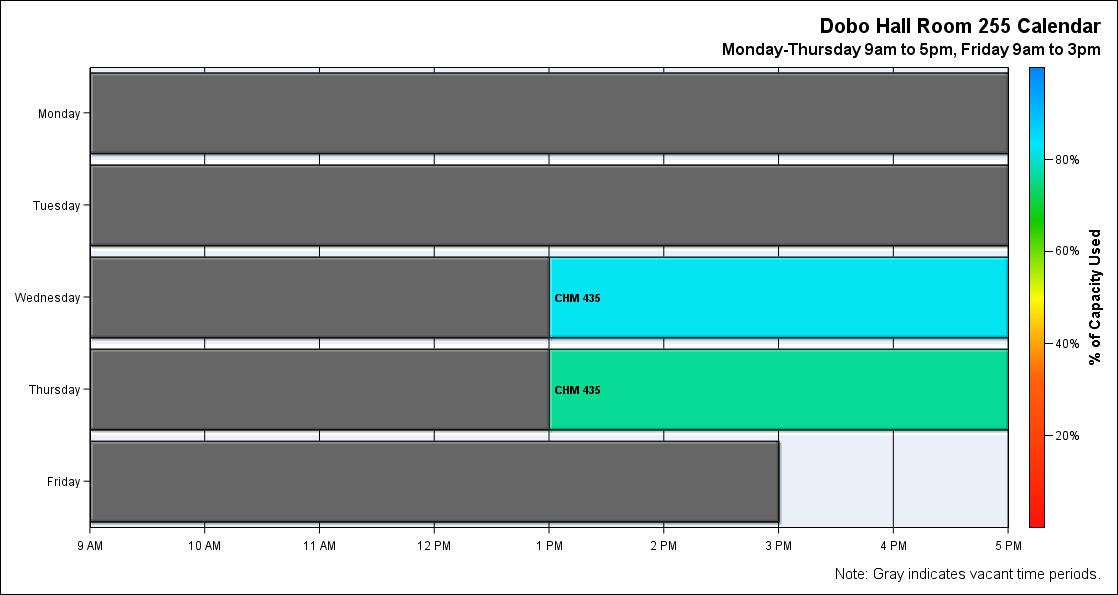 Dobo Hall Room 255 Calendar
Monday-Thursday 9am to 5pm, Friday 9am to 3pm
Monday
Tuesday
Wednesday
CHM 435
Thursday
CHM 435
Friday
9 AM 10 AM 11 AM 12 PM 1 PM 2 PM 3 PM 4 PM 5 PM
80%
60%
40%
20%
% of Capacity Used
Note: Gray indicates vacant time periods.